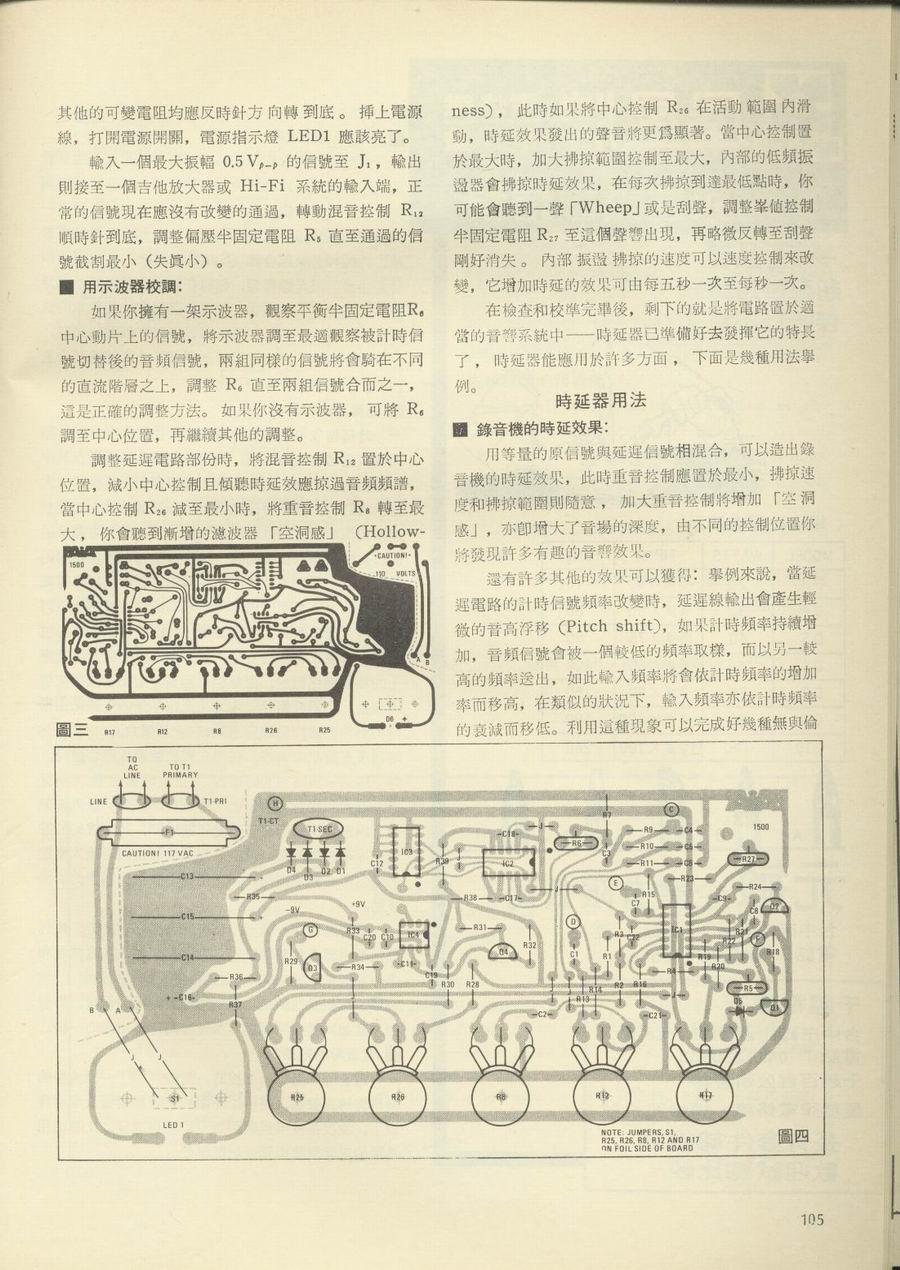 其他的可變電阻均應反時針方向轉到底。插上電源
線,打開電源開關,電源指示燈 LED1 應該亮了。
輸入一個最大振幅 0.5 Vp-p 的信號至 J1,輸出
則接至一個吉他放大器或 Hi-Fi 系統的輸入端,正
常的信號現在應沒有改變的通過,轉動混音控制 R12
順時針到底,調整偏壓半固定電阻 R5 直至通過的信
號截割最小(失眞小)。
■ 用示波器校調:
如果你擁有一架示波器,觀察平衡半固定電阻R6
中心動片上的信號,將示波器調至最適觀察被計時信
號切替後的音頻信號,兩組同樣的信號將會騎在不同
的直流階層之上,調整 R6 直至兩組信號合而之一,
這是正確的調整方法。如果你沒有示波器,可將 R6
調至中心位置,再繼續其他的調整。
調整延遲電路部份時,將混音控制 R12 置於中心
位置,減小中心控制且傾聽時延效應掠過音頻頻譜,
當中心控制 R26 減至最小時,將重音控制 R8 轉至最
大,你會聽到漸增的濾波器「空洞感」 (Hollow-
1500
·CAUTION!·
110 VOLTS
A B
D6 +
圖三
R17 R12 R8 R26 R25
ness),此時如果將中心控制 R26 在活動範圍內滑
動,時延效果發出的聲音將更爲顯著。當中心控制置
於最大時,加大拂掠範圍控制至最大,內部的低頻振
盪器會拂掠時延效果,在每次拂掠到達最低點時,你
可能會聽到一聲「Wheep」或是刮聲,調整峯值控制
半固定電阻 R27 至這個聲響出現,再略微反轉至刮聲
剛好消失。內部振盪拂掠的速度可以速度控制來改
變,它增加時延的效果可由每五秒一次至每秒一次。
在檢查和校準完畢後,剩下的就是將電路置於適
當的音響系統中——時延器已準備好去發揮它的特長
了,時延器能應用於許多方面,下面是幾種用法擧
例。
時延器用法
■ 錄音機的時延效果:
用等量的原信號與延遲信號相混合,可以造出錄
音機的時延效果,此時重音控制應置於最小,拂掠速
度和拂掠範圍則隨意,加大重音控制將增加「空洞
感」,亦卽增大了音場的深度,由不同的控制位置你
將發現許多有趣的音響效果。
還有許多其他的效果可以獲得:擧例來說,當延
遲電路的計時信號頻率改變時,延遲線輸出會產生輕
微的音高浮移 (Pitch shift),如果計時頻率持續增
加,音頻信號會被一個較低的頻率取樣,而以另一較
高的頻率送出,如此輸入頻率將會依計時頻率的增加
率而移高,在類似的狀況下,輸入頻率亦依計時頻率
的衰減而移低。利用這種現象可以完成好幾種無與倫
TO AC LINE
TO T1 PRIMARY
LINE
T1-PRI
F1
CAUTION! 117 VAC
H
T1-CT
T1-SEC
D4 D3 D2 D1
C12
IC3
R39
J
-C18-
IC2
J
R6
R7
C3
C
R9 C4
R10 C5
R11 C6
1500
R27
R23
R24
C13
R35
-9V
+9V
R38
-C17-
J
E
R15
C7
C9
C8
Q2
C15
G
R33
C20
C10
IC4
R31
Q4
R32
D
C1
R3
C22
R1
IC1
R22
R21
F
R18
C14
R29
Q3
R34
-C11-
C19
R30
R28
R36
R37
+ -C16-
J
R13
R14
R2
R16
R4
R19
R20
R5
D5
Q1
-C2-
-C21-
-J-
B A
J
J
S1
LED 1
R25
R26
R8
R12
R17
NOTE: JUMPERS, S1,
R25, R26, R8, R12 AND R17
ON FOIL SIDE OF BOARD
圖四
105